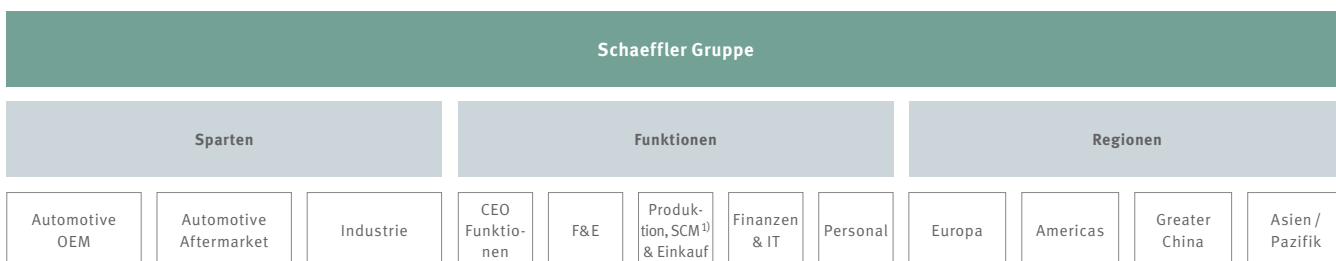 Schaeffler Gruppe
Sparten
Funktionen
Regionen
Automotive
OEM
Automotive
Aftermarket
Industrie
CEO
Funktio-
nen
F&E
Produk-
tion, SCM 1)
& Einkauf
Finanzen
& IT
Personal
Europa
Americas
Greater
China
Asien /
Pazifik